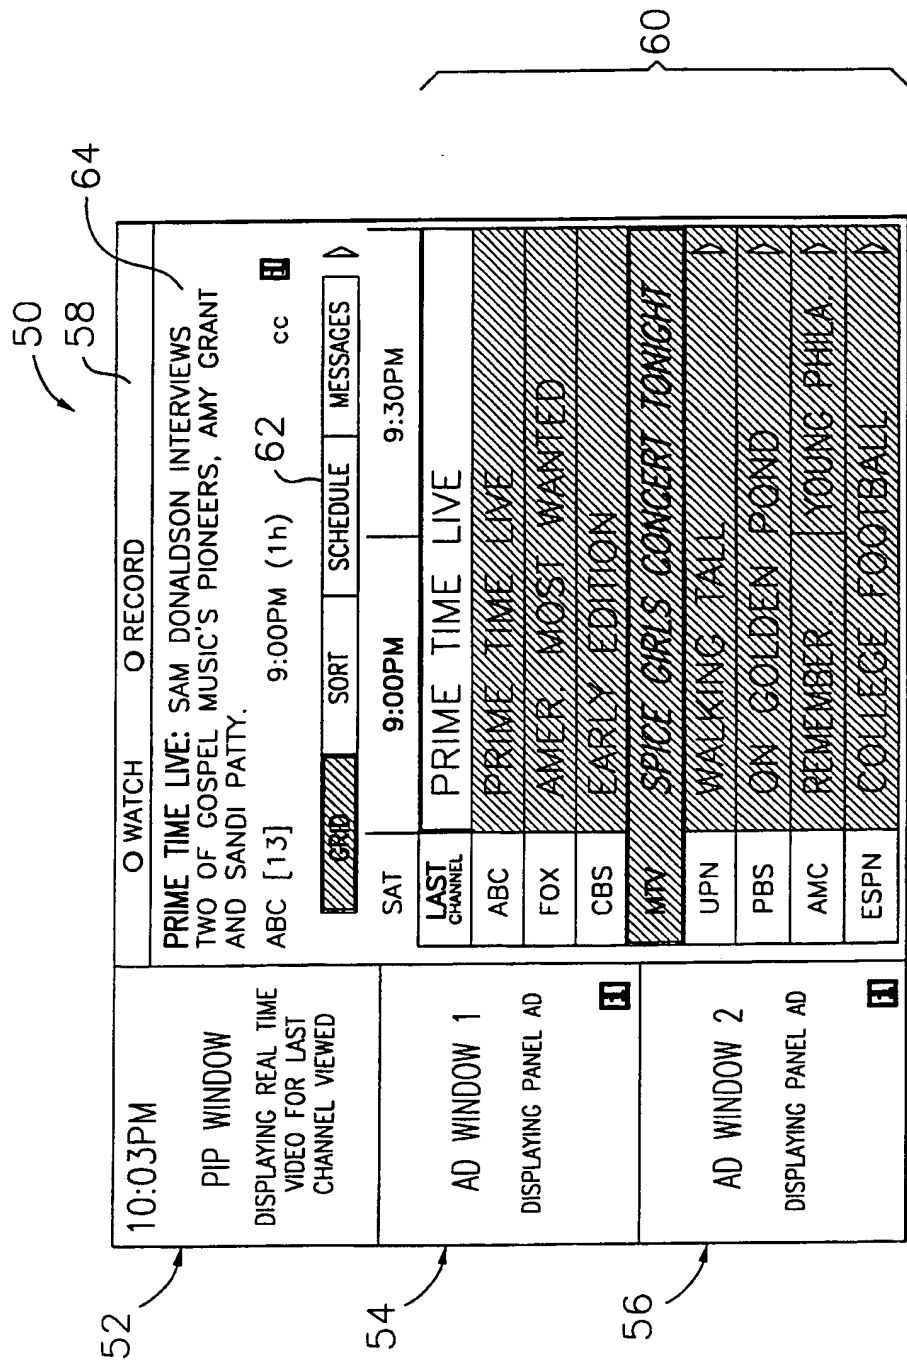 50
58
64
52
54
56
60
62
10:03PM
PIP WINDOW
DISPLAYING REAL TIME
VIDEO FOR LAST
CHANNEL VIEWED
AD WINDOW 1
DISPLAYING PANEL AD
AD WINDOW 2
DISPLAYING PANEL AD
O WATCH O RECORD
PRIME TIME LIVE: SAM DONALDSON INTERVIEWS
TWO OF GOSPEL MUSIC'S PIONEERS, AMY GRANT
AND SANDI PATTY.
ABC [13] 9:00PM (1h) cc
GRID SORT SCHEDULE MESSAGES
SAT 9:00PM 9:30PM
LAST
CHANNEL PRIME TIME LIVE
ABC PRIME TIME LIVE
FOX AMER. MOST WANTED
CBS EARLY EDITION
MTV SPICE GIRLS CONCERT TONIGHT
UPN WALKING TALL
PBS ON GOLDEN POND
AMC REMEMBER... YOUNG PHILA...
ESPN COLLEGE FOOTBALL